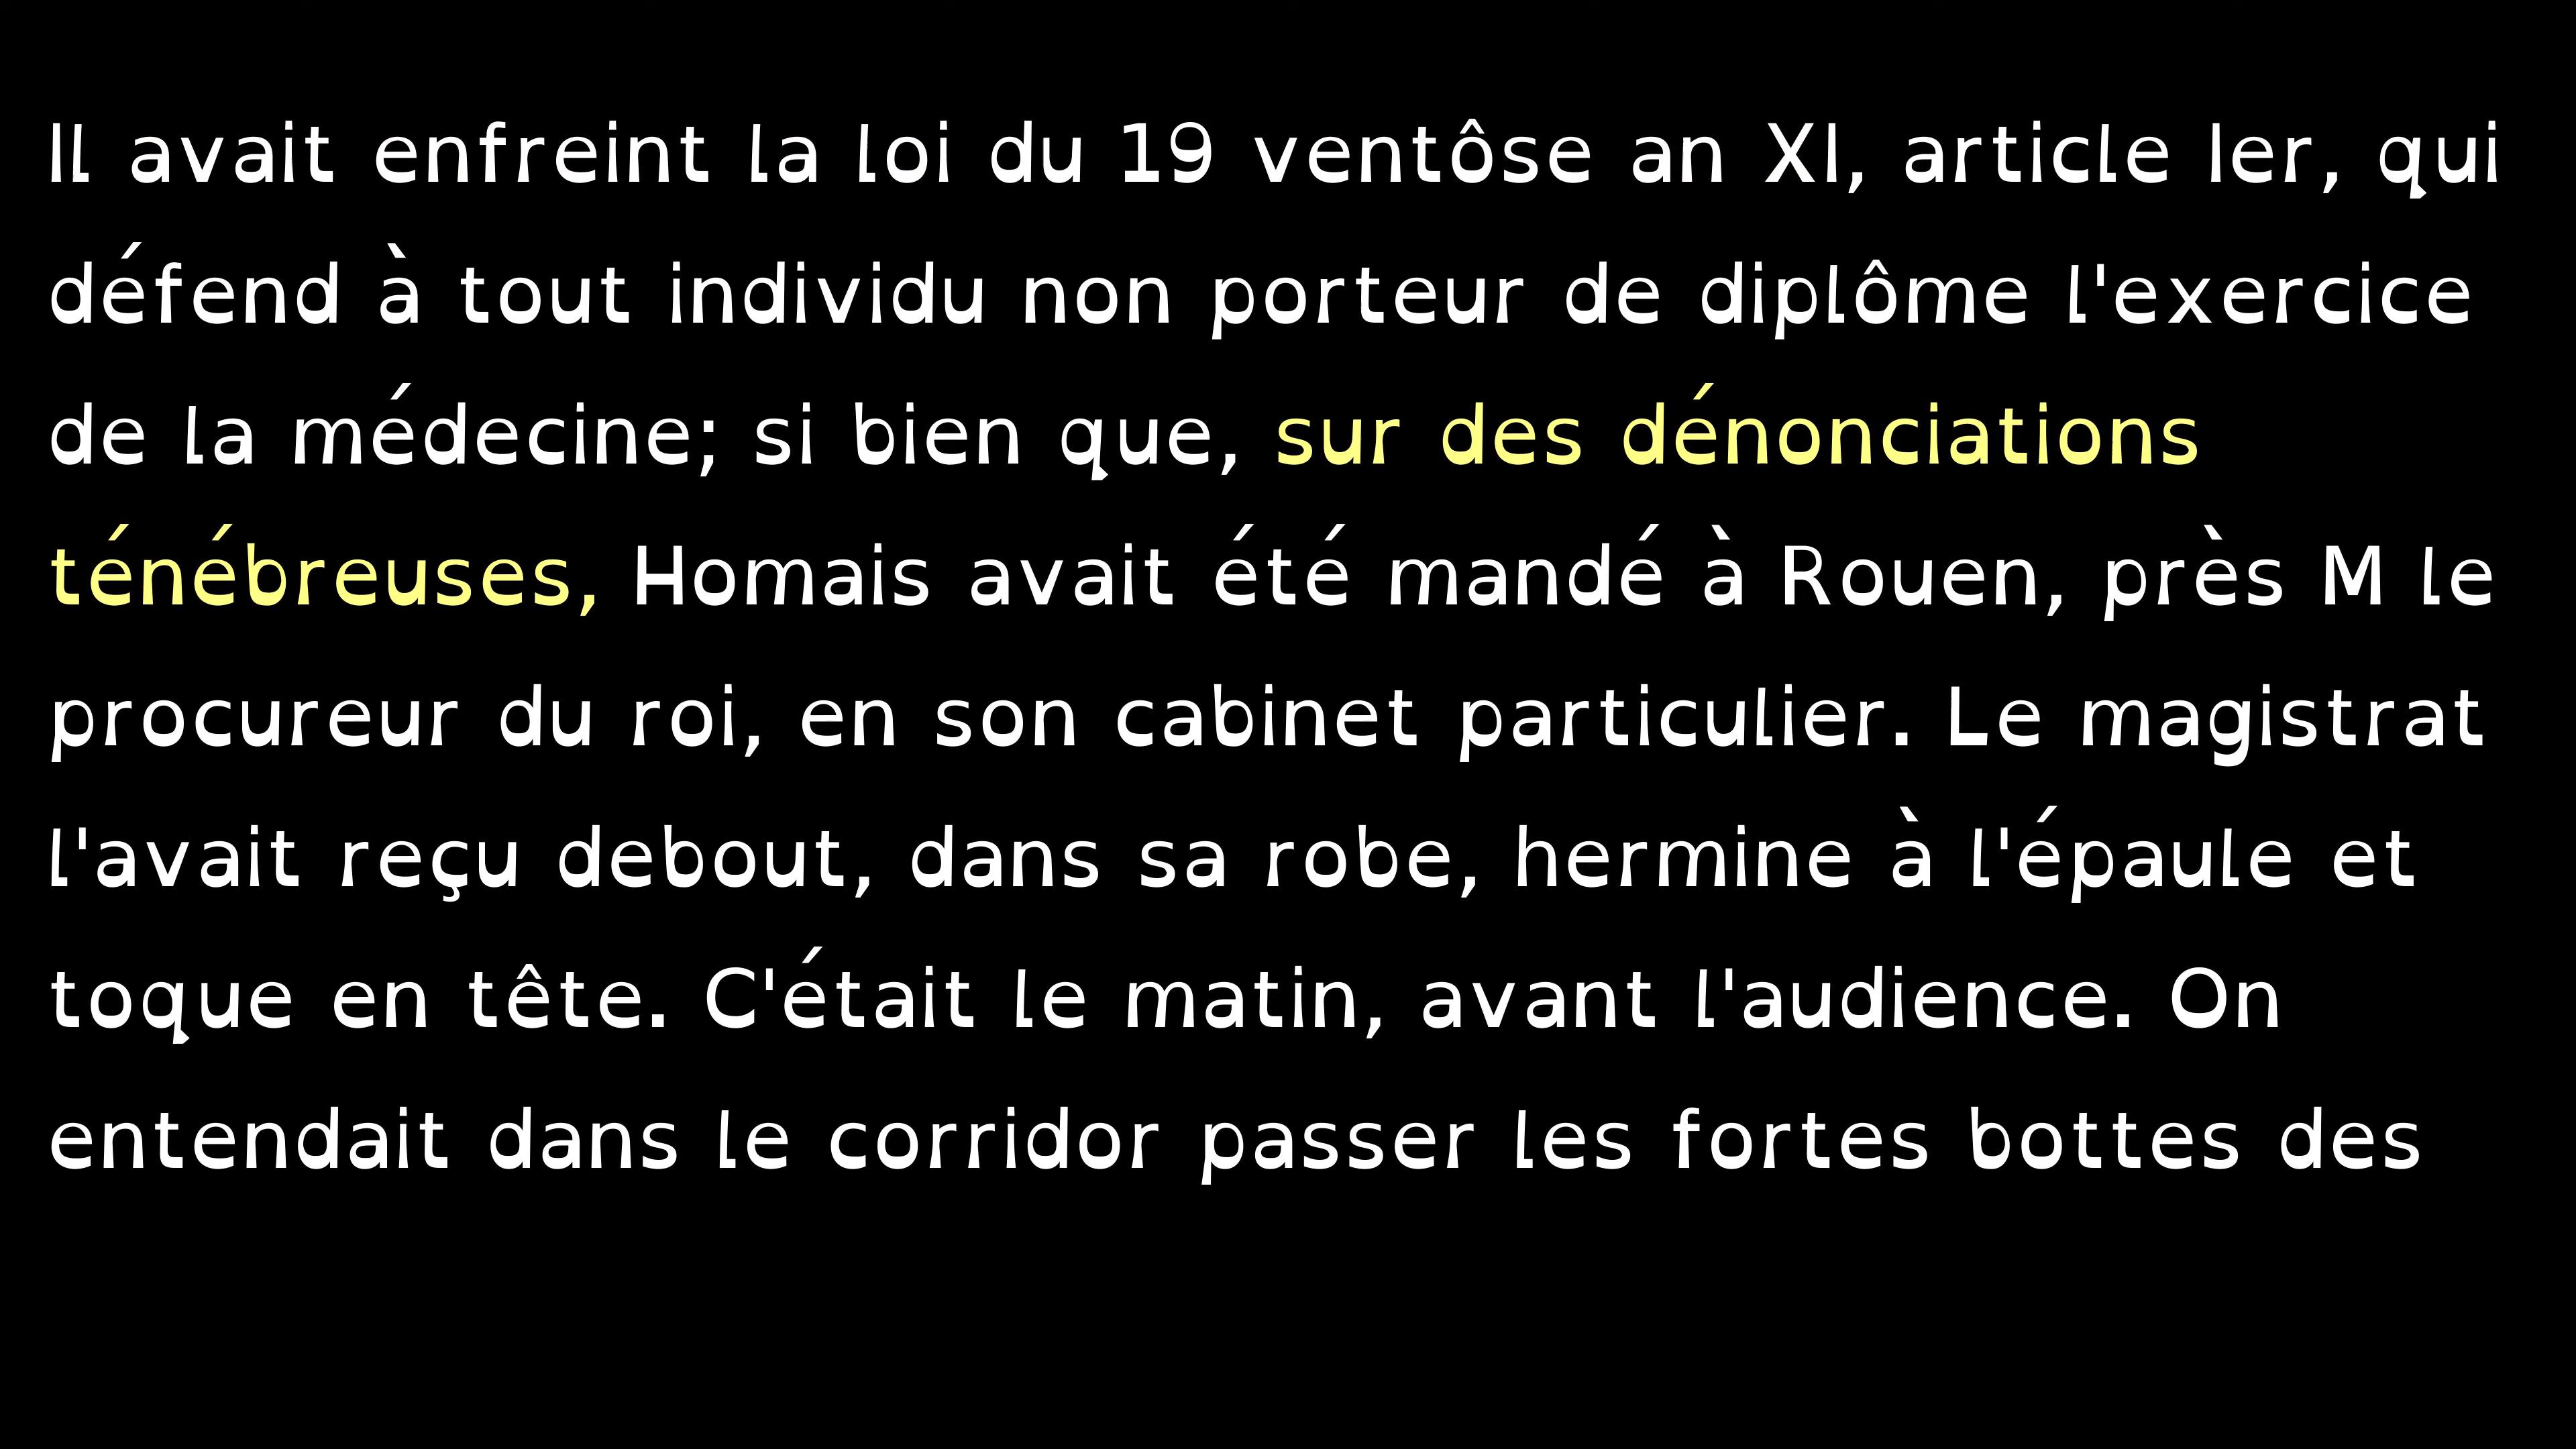 Il avait enfreint la loi du 19 ventôse an XI, article Ier, qui
défend à tout individu non porteur de diplôme l'exercice
de la médecine; si bien que, sur des dénonciations
ténébreuses, Homais avait été mandé à Rouen, près M le
procureur du roi, en son cabinet particulier. Le magistrat
l'avait reçu debout, dans sa robe, hermine à l'épaule et
toque en tête. C'était le matin, avant l'audience. On
entendait dans le corridor passer les fortes bottes des